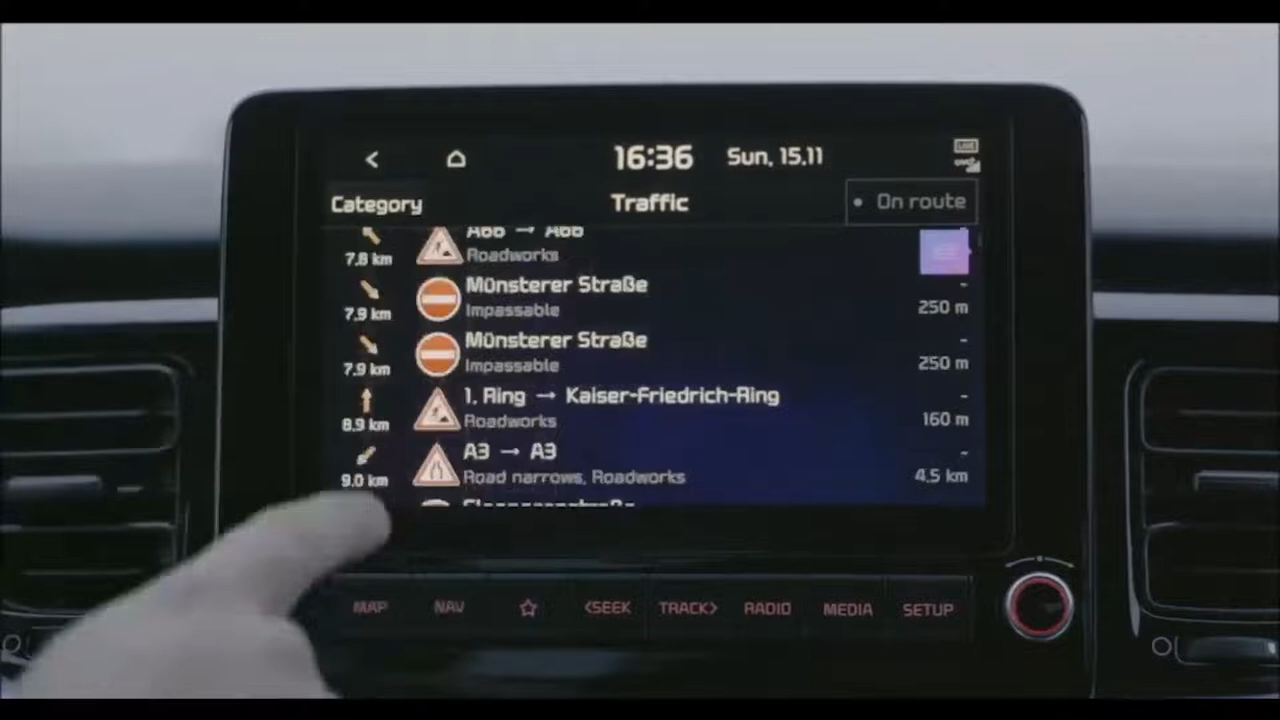 16:36 Sun, 15.11 LIVE
Category Traffic On route
A66 → A66
7.8 km Roadworks
Münsterer Straße -
7.9 km Impassable 250 m
Münsterer Straße -
7.9 km Impassable 250 m
1. Ring → Kaiser-Friedrich-Ring -
8.9 km Roadworks 160 m
A3 → A3 -
9.0 km Road narrows, Roadworks 4.5 km
MAP NAV <SEEK TRACK> RADIO MEDIA SETUP